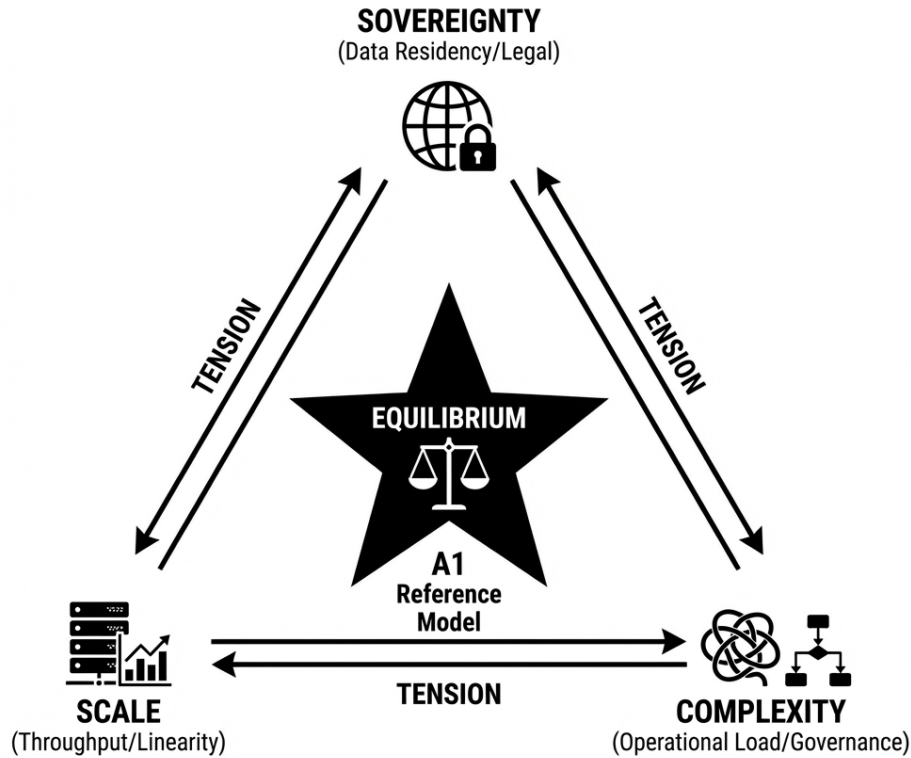 SOVEREIGNTY
(Data Residency/Legal)
TENSION
TENSION
EQUILIBRIUM
A1
Reference
Model
TENSION
SCALE
(Throughput/Linearity)
COMPLEXITY
(Operational Load/Governance)